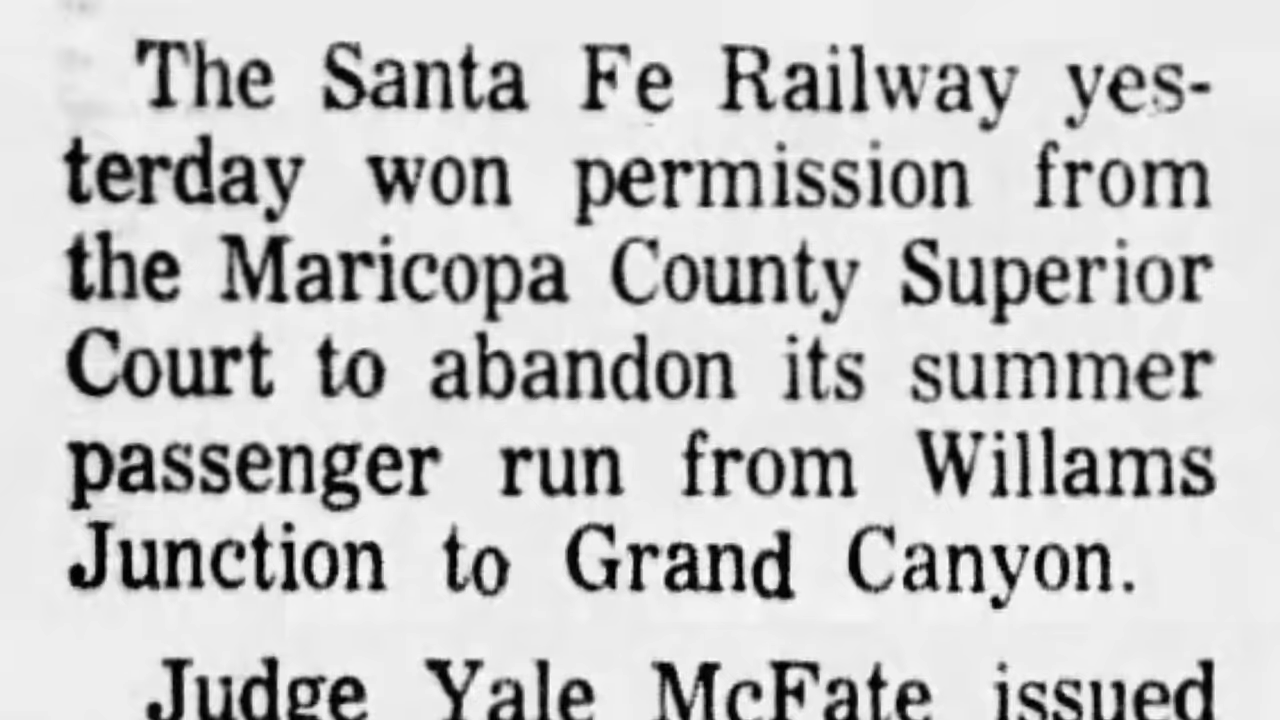 The Santa Fe Railway yes-
terday won permission from
the Maricopa County Superior
Court to abandon its summer
passenger run from Willams
Junction to Grand Canyon.
Judge Yale McFate issued